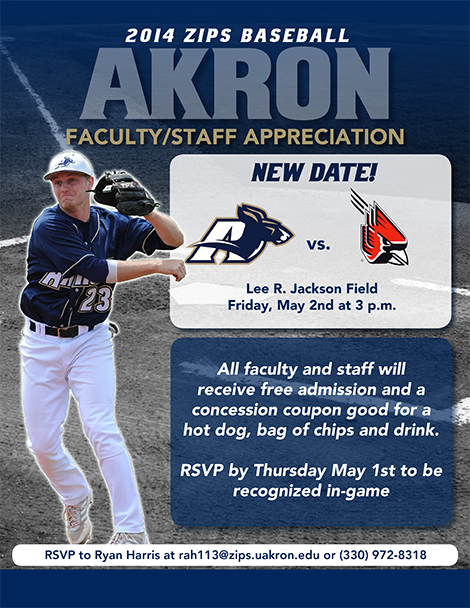 2014 ZIPS BASEBALL
AKRON
FACULTY/STAFF APPRECIATION
NEW DATE!
A vs.
Lee R. Jackson Field
Friday, May 2nd at 3 p.m.
23
All faculty and staff will
receive free admission and a
concession coupon good for a
hot dog, bag of chips and drink.
RSVP by Thursday May 1st to be
recognized in-game
RSVP to Ryan Harris at rah113@zips.uakron.edu or (330) 972-8318